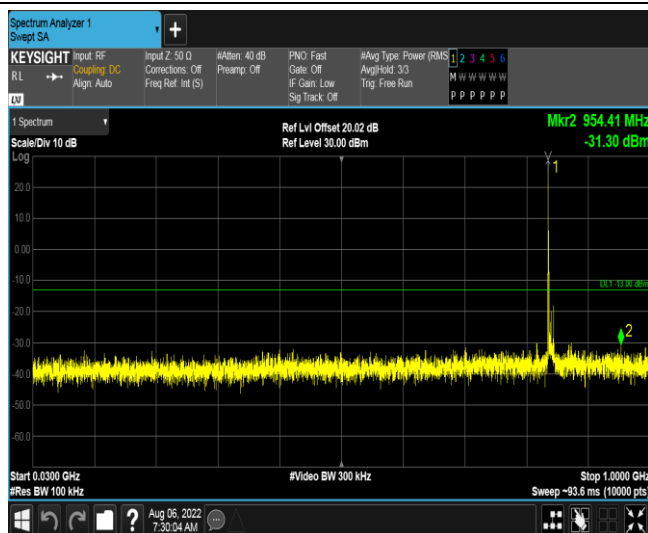 Spectrum Analyzer 1
Swept SA
+
KEYSIGHT Input: RF Input Z: 50 Ω #Atten: 40 dB PNO: Fast #Avg Type: Power (RMS 1 2 3 4 5 6
RL Coupling: DC Corrections: Off Preamp: Off Gate: Off Avg|Hold: 3/3 M W W W W W
Align: Auto Freq Ref: Int (S) IF Gain: Low Trig: Free Run
Sig Track: Off P P P P P P
LXI
1 Spectrum Ref Lvl Offset 20.02 dB Mkr2 954.41 MHz
Scale/Div 10 dB Ref Level 30.00 dBm -31.30 dBm
Log
1
20.0
10.0
0.00
-10.0
DL1 -13.00 dBm
-20.0
-30.0
2
-40.0
-50.0
-60.0
Start 0.0300 GHz #Video BW 300 kHz Stop 1.0000 GHz
#Res BW 100 kHz Sweep ~93.6 ms (10000 pts)
? Aug 06, 2022
7:30:04 AM